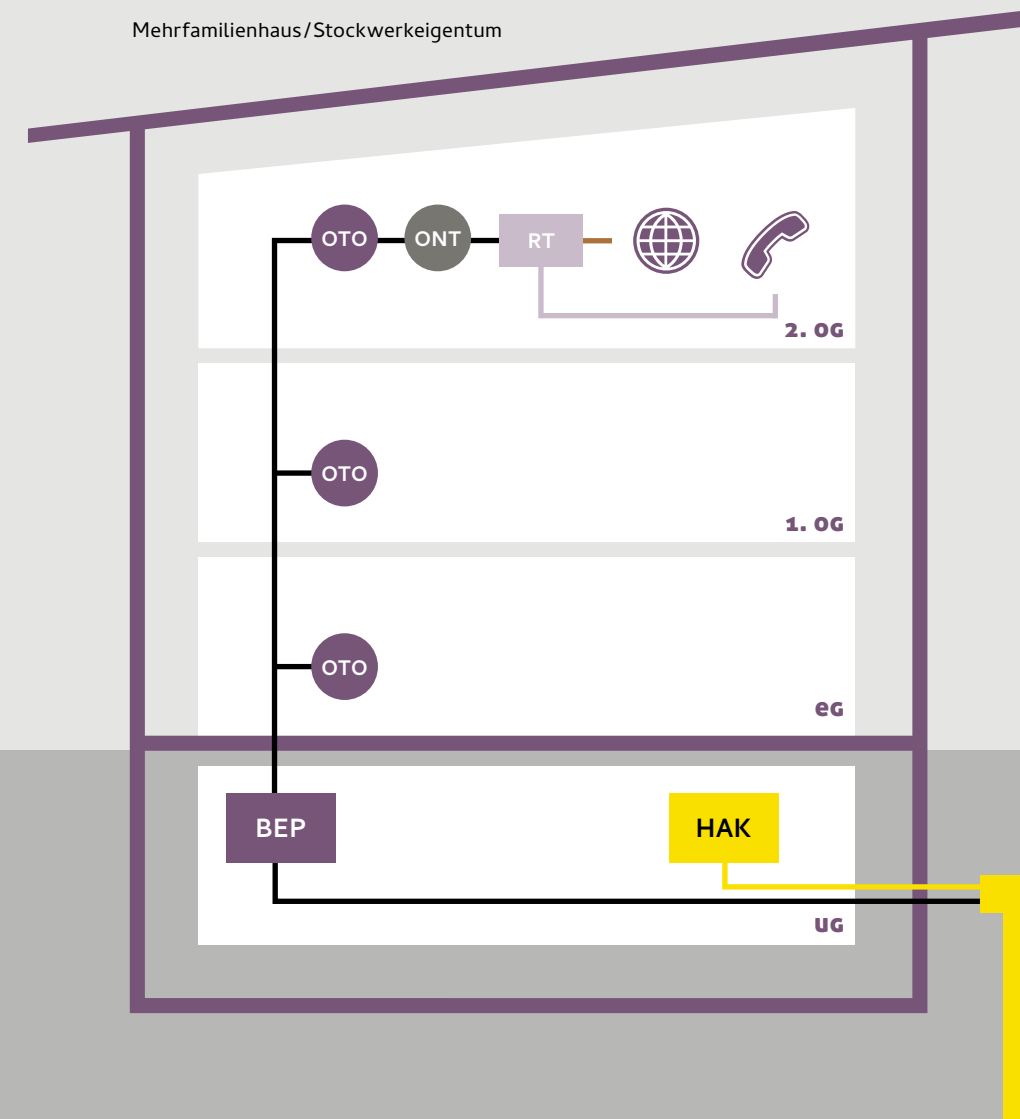 Mehrfamilienhaus/Stockwerkeigentum
OTO ONT RT
2. OG
OTO
1. OG
OTO
eG
BEP HAK
uG